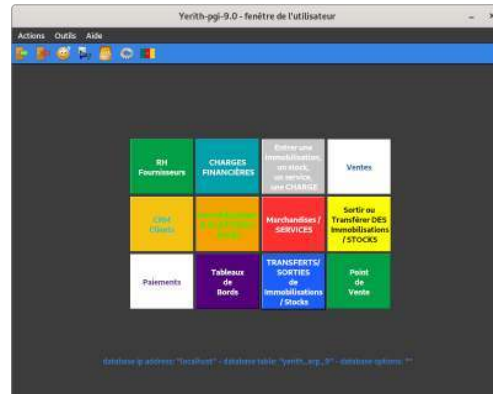 Yerith-pgi-9.0 - fenêtre de l'utilisateur
Actions Outils Aide
RH
Fournisseurs
CHARGES
FINANCIÈRES
Entrer une
immobilisation,
un stock,
un service,
une CHARGE
Ventes
CRM
Clients
Marchandises /
SERVICES
Sortir ou
Transférer DES
Immobilisations
/ STOCKS
Paiements
Tableaux
de
Bords
TRANSFERTS/
SORTIES
de
Immobilisations
/ Stocks
Point
de
Vente
database ip address: "localhost" - database table: "yerith_erp_9" - database options: ""